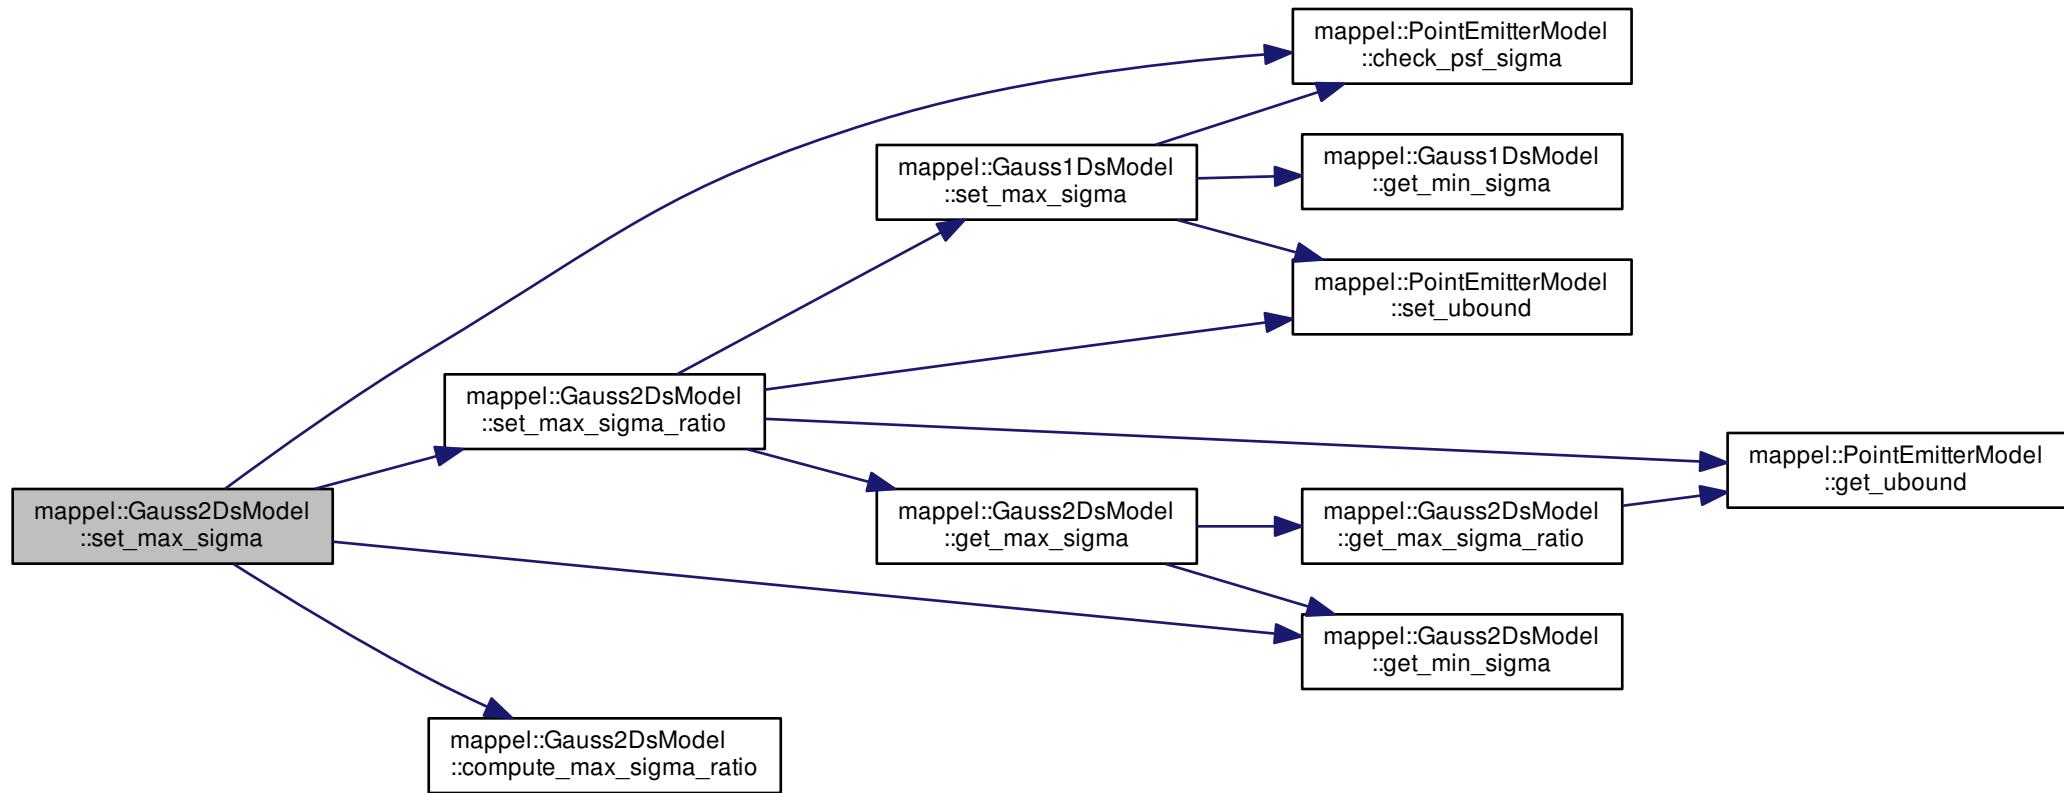 mappel::PointEmitterModel
::check_psf_sigma
mappel::Gauss1DsModel
::set_max_sigma
mappel::Gauss1DsModel
::get_min_sigma
mappel::PointEmitterModel
::set_ubound
mappel::Gauss2DsModel
::set_max_sigma_ratio
mappel::PointEmitterModel
::get_ubound
mappel::Gauss2DsModel
::set_max_sigma
mappel::Gauss2DsModel
::get_max_sigma
mappel::Gauss2DsModel
::get_max_sigma_ratio
mappel::Gauss2DsModel
::get_min_sigma
mappel::Gauss2DsModel
::compute_max_sigma_ratio